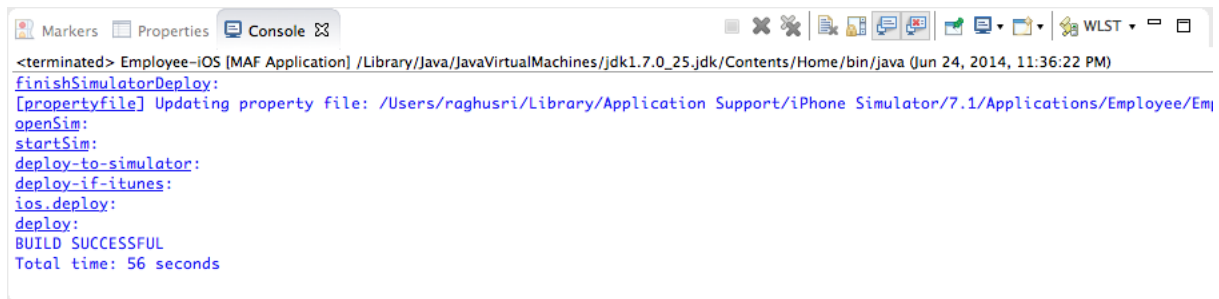 Markers Properties Console WLST
<terminated> Employee-iOS [MAF Application] /Library/Java/JavaVirtualMachines/jdk1.7.0_25.jdk/Contents/Home/bin/java (Jun 24, 2014, 11:36:22 PM)
finishSimulatorDeploy:
[propertyfile] Updating property file: /Users/raghusri/Library/Application Support/iPhone Simulator/7.1/Applications/Employee/Emp
openSim:
startSim:
deploy-to-simulator:
deploy-if-itunes:
ios.deploy:
deploy:
BUILD SUCCESSFUL
Total time: 56 seconds